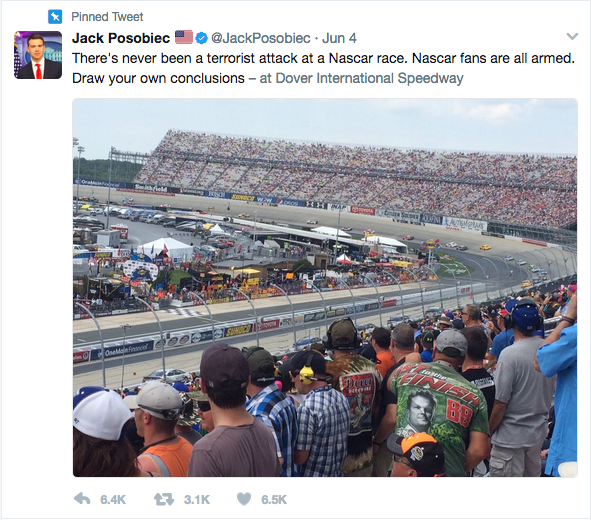 Pinned Tweet
Jack Posobiec @JackPosobiec · Jun 4
There's never been a terrorist attack at a Nascar race. Nascar fans are all armed.
Draw your own conclusions – at Dover International Speedway
OneMain
Smithfield
SUNOCO
TOYOTA
SUNOCO
TOYOTA
OneMain Financial
88
6.4K 3.1K 6.5K